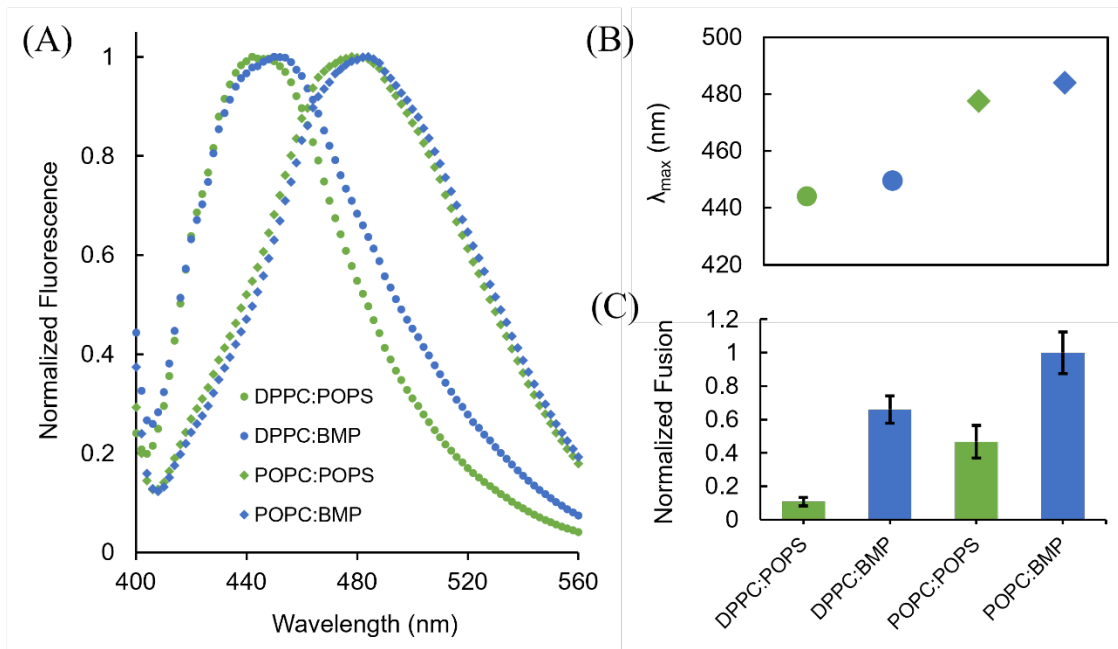 (A)
1
0.8
0.6
0.4
0.2
0
Normalized Fluorescence
DPPC:POPS
DPPC:BMP
POPC:POPS
POPC:BMP
400
440
480
520
560
Wavelength (nm)
(B)
500
480
460
440
420
λmax (nm)
(C)
1.2
1
0.8
0.6
0.4
0.2
0
Normalized Fusion
DPPC:POPS
DPPC:BMP
POPC:POPS
POPC:BMP